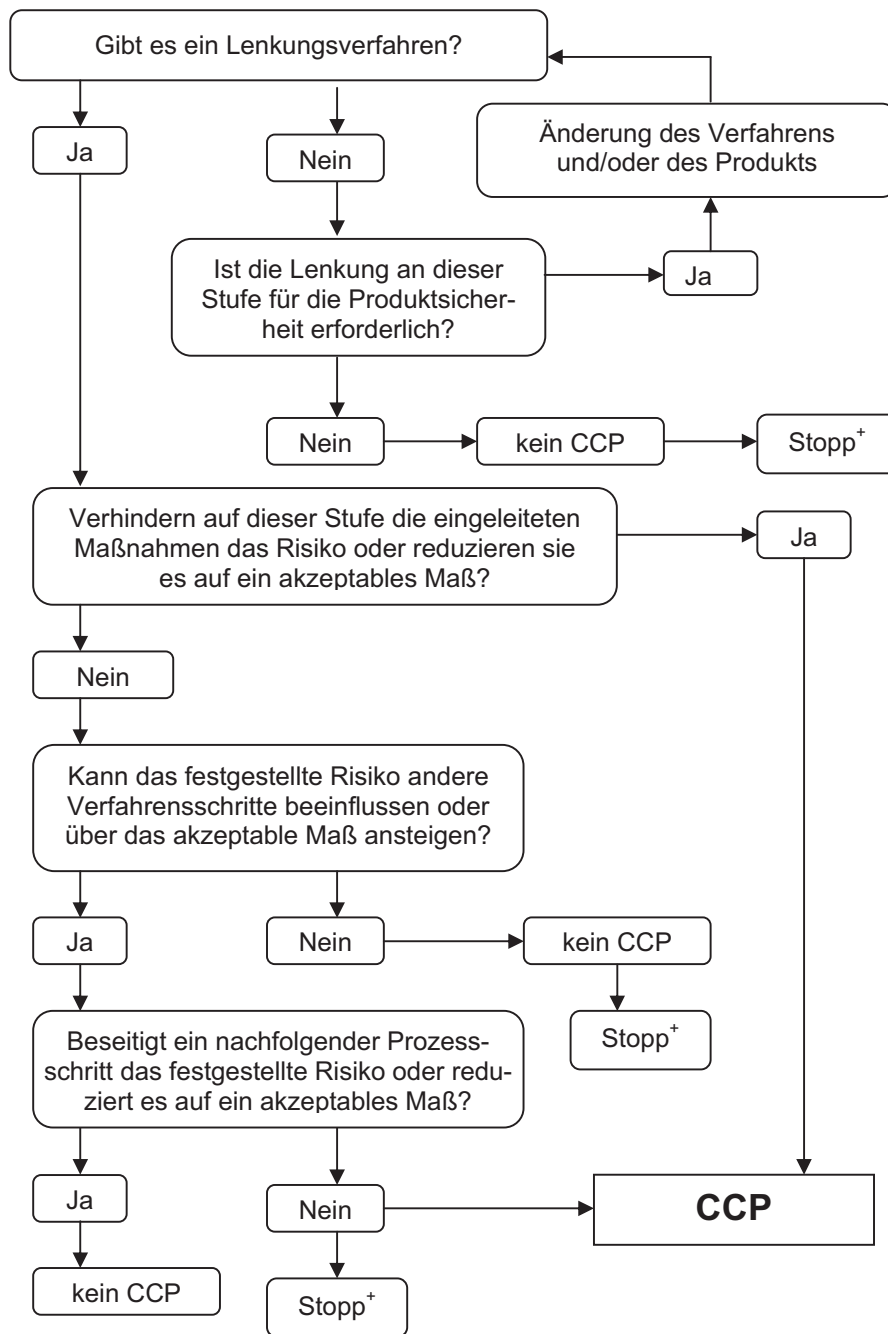 Gibt es ein Lenkungsverfahren?
Ja
Nein
Änderung des Verfahrens
und/oder des Produkts
Ist die Lenkung an dieser
Stufe für die Produktsicher-
heit erforderlich?
Ja
Nein
kein CCP
Stopp⁺
Verhindern auf dieser Stufe die eingeleiteten
Maßnahmen das Risiko oder reduzieren sie
es auf ein akzeptables Maß?
Ja
Nein
Kann das festgestellte Risiko andere
Verfahrensschritte beeinflussen oder
über das akzeptable Maß ansteigen?
Ja
Nein
kein CCP
Stopp⁺
Beseitigt ein nachfolgender Prozess-
schritt das festgestellte Risiko oder redu-
ziert es auf ein akzeptables Maß?
Ja
Nein
CCP
kein CCP
Stopp⁺